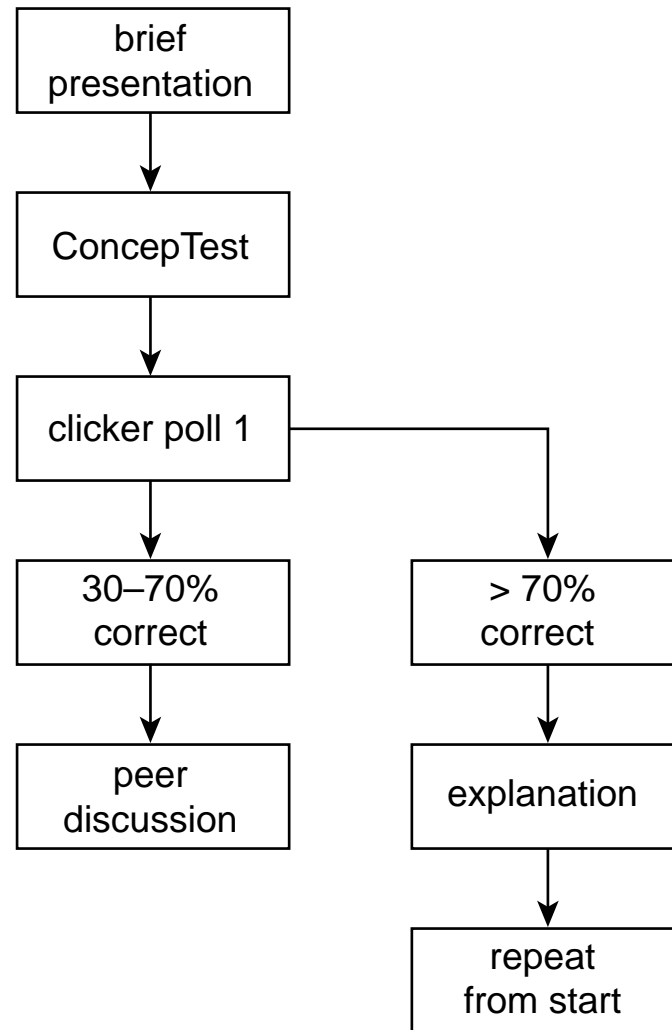 brief
presentation
ConcepTest
clicker poll 1
30–70%
correct
> 70%
correct
peer
discussion
explanation
repeat
from start